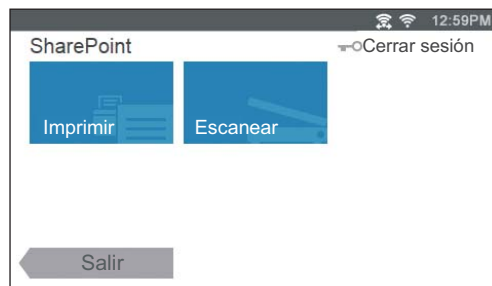 12:59PM
SharePoint
Cerrar sesión
Imprimir
Escanear
Salir